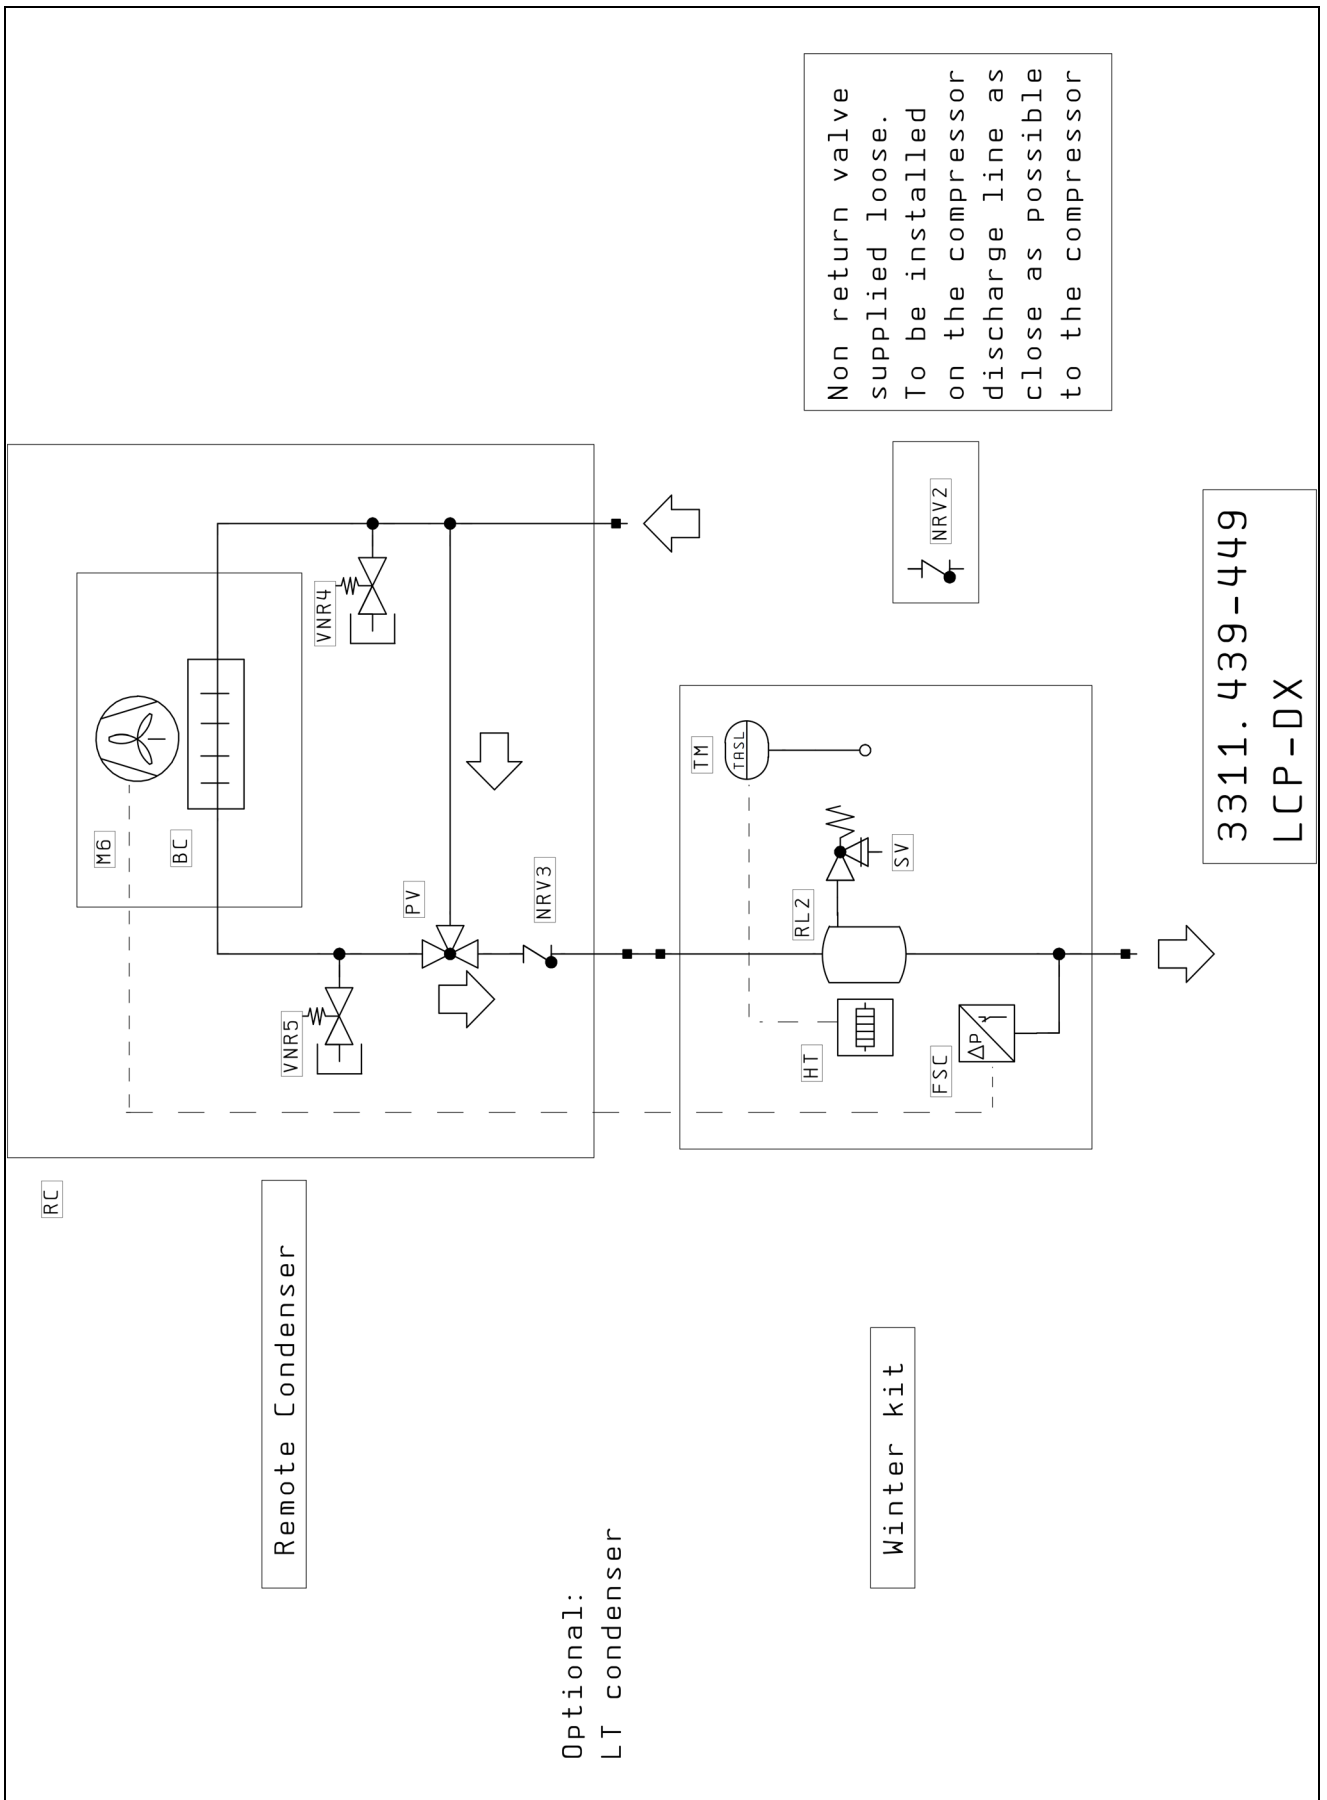 RC
Remote Condenser
M6
BC
VNR4
VNR5
PV
NRV3
Optional:
LT condenser
TM
TASL
RL2
SV
HT
FSC
ΔP
Winter kit
NRV2
Non return valve
supplied loose.
To be installed
on the compressor
discharge line as
close as possible
to the compressor
3311.439-449
LCP-DX